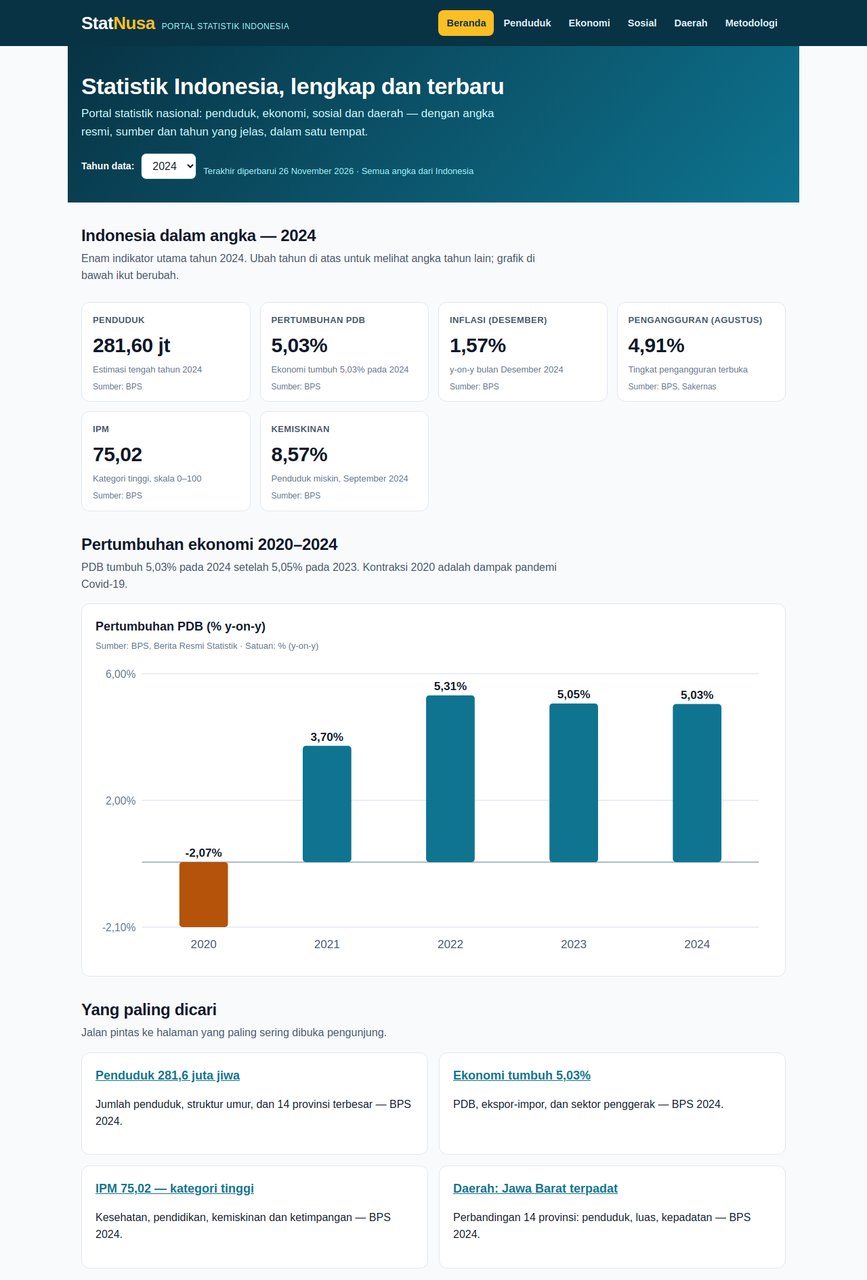 StatNusa PORTAL STATISTIK INDONESIA
Beranda Penduduk Ekonomi Sosial Daerah Metodologi
Statistik Indonesia, lengkap dan terbaru
Portal statistik nasional: penduduk, ekonomi, sosial dan daerah — dengan angka
resmi, sumber dan tahun yang jelas, dalam satu tempat.
Tahun data: 2024 Terakhir diperbarui 26 November 2026 · Semua angka dari Indonesia
Indonesia dalam angka — 2024
Enam indikator utama tahun 2024. Ubah tahun di atas untuk melihat angka tahun lain; grafik di
bawah ikut berubah.
PENDUDUK
281,60 jt
Estimasi tengah tahun 2024
Sumber: BPS
PERTUMBUHAN PDB
5,03%
Ekonomi tumbuh 5,03% pada 2024
Sumber: BPS
INFLASI (DESEMBER)
1,57%
y-on-y bulan Desember 2024
Sumber: BPS
PENGANGGURAN (AGUSTUS)
4,91%
Tingkat pengangguran terbuka
Sumber: BPS, Sakernas
IPM
75,02
Kategori tinggi, skala 0–100
Sumber: BPS
KEMISKINAN
8,57%
Penduduk miskin, September 2024
Sumber: BPS
Pertumbuhan ekonomi 2020–2024
PDB tumbuh 5,03% pada 2024 setelah 5,05% pada 2023. Kontraksi 2020 adalah dampak pandemi
Covid-19.
Pertumbuhan PDB (% y-on-y)
Sumber: BPS, Berita Resmi Statistik · Satuan: % (y-on-y)
6,00%
2,00%
-2,10%
-2,07%
3,70%
5,31%
5,05%
5,03%
2020 2021 2022 2023 2024
Yang paling dicari
Jalan pintas ke halaman yang paling sering dibuka pengunjung.
Penduduk 281,6 juta jiwa
Jumlah penduduk, struktur umur, dan 14 provinsi terbesar — BPS
2024.
Ekonomi tumbuh 5,03%
PDB, ekspor-impor, dan sektor penggerak — BPS 2024.
IPM 75,02 — kategori tinggi
Kesehatan, pendidikan, kemiskinan dan ketimpangan — BPS
2024.
Daerah: Jawa Barat terpadat
Perbandingan 14 provinsi: penduduk, luas, kepadatan — BPS
2024.